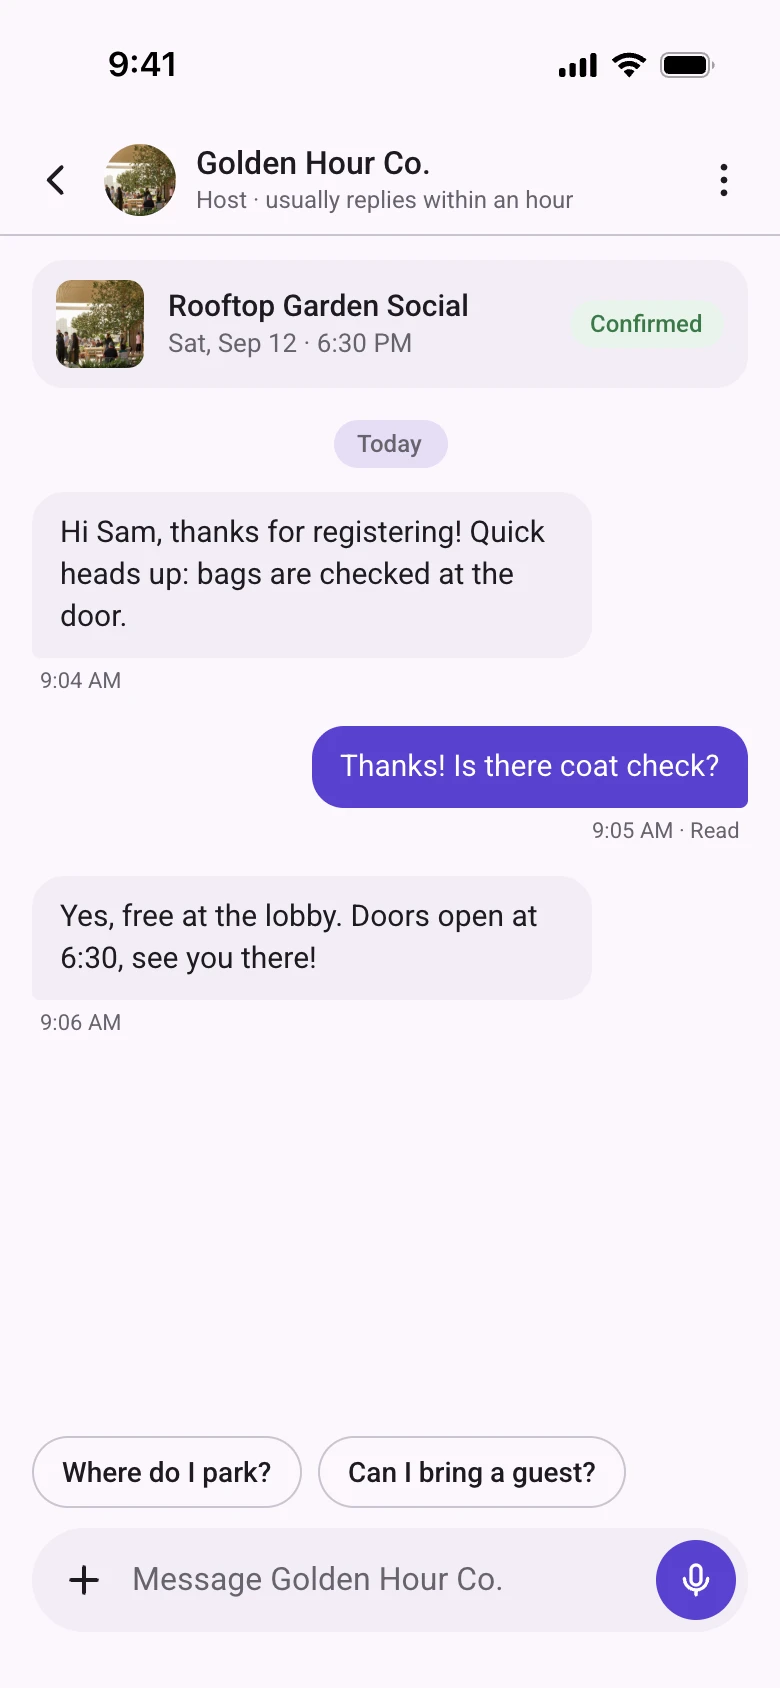 9:41
Golden Hour Co.
Host · usually replies within an hour
Rooftop Garden Social
Sat, Sep 12 · 6:30 PM
Confirmed
Today
Hi Sam, thanks for registering! Quick
heads up: bags are checked at the
door.
9:04 AM
Thanks! Is there coat check?
9:05 AM · Read
Yes, free at the lobby. Doors open at
6:30, see you there!
9:06 AM
Where do I park?
Can I bring a guest?
Message Golden Hour Co.